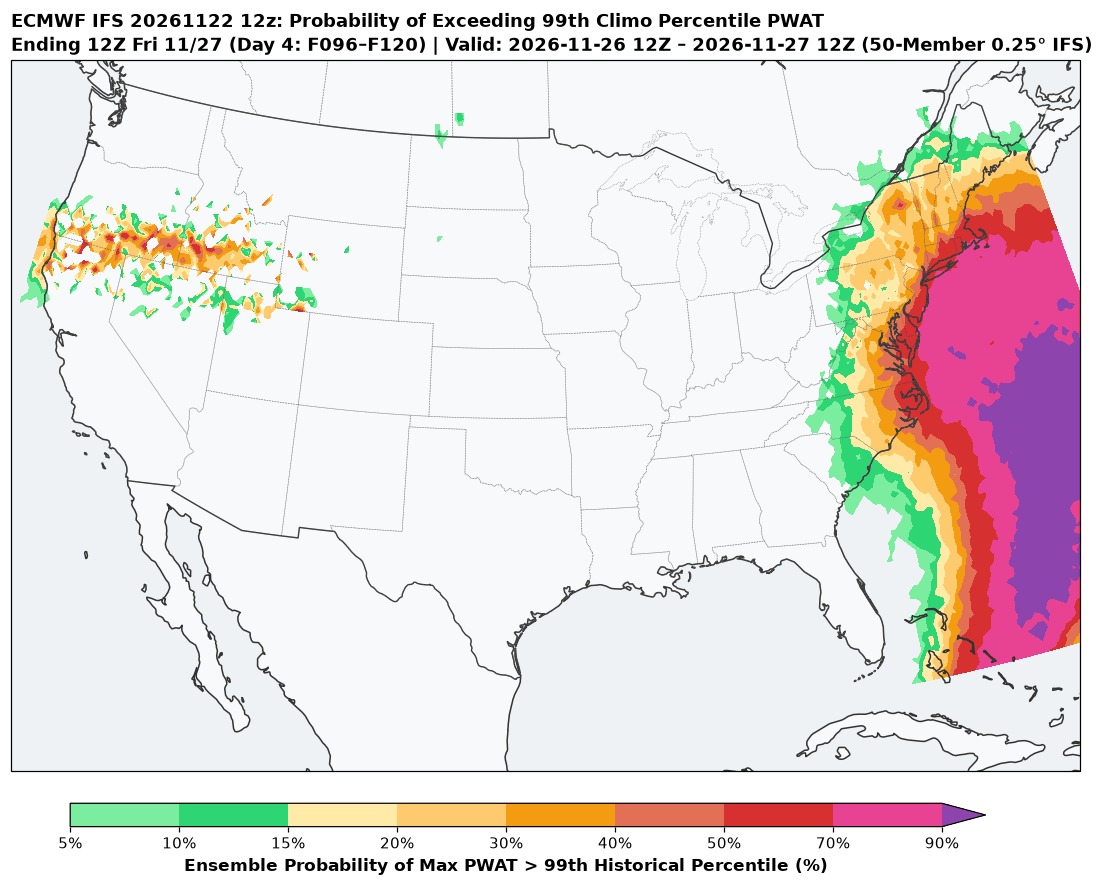 ECMWF IFS 20261122 12z: Probability of Exceeding 99th Climo Percentile PWAT
Ending 12Z Fri 11/27 (Day 4: F096–F120) | Valid: 2026-11-26 12Z – 2026-11-27 12Z (50-Member 0.25° IFS)
5% 10% 15% 20% 30% 40% 50% 70% 90%
Ensemble Probability of Max PWAT > 99th Historical Percentile (%)